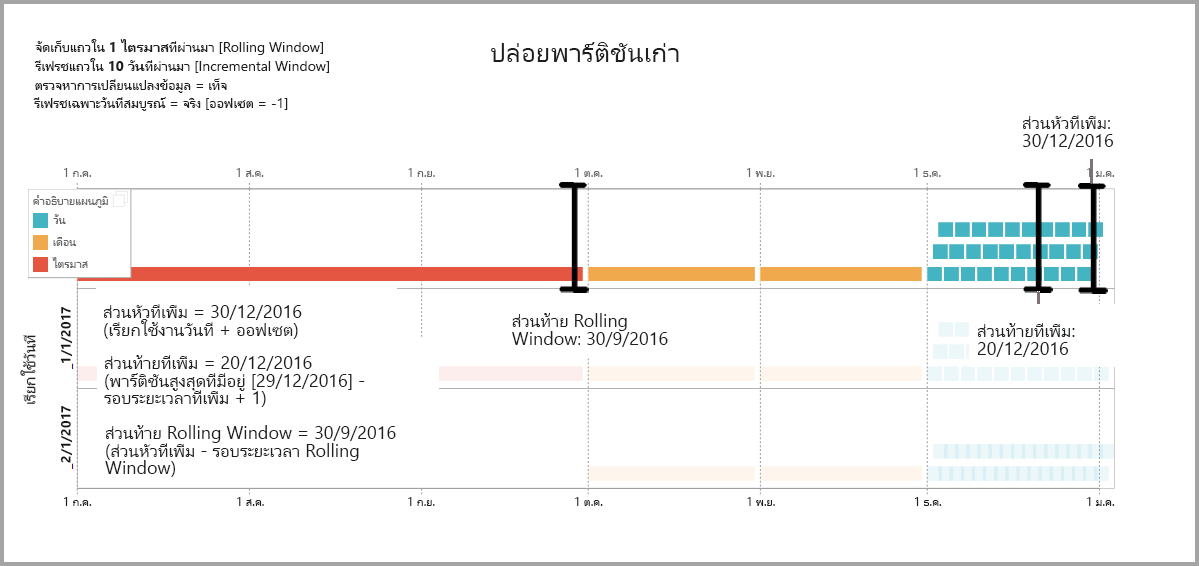 จัดเก็บแถวใน 1 ไตรมาสที่ผ่านมา [Rolling Window]
รีเฟรชแถวใน 10 วันที่ผ่านมา [Incremental Window]
ตรวจหาการเปลี่ยนแปลงข้อมูล = เท็จ
รีเฟรชเฉพาะวันที่สมบูรณ์ = จริง [ออฟเซต = -1]
ปล่อยพาร์ติชันเก่า
ส่วนหัวที่เพิ่ม:
30/12/2016
1 ก.ค. 1 ส.ค. 1 ก.ย. 1 ต.ค. 1 พ.ย. 1 ธ.ค. 1 ม.ค.
คำอธิบายแผนภูมิ
วัน
เดือน
ไตรมาส
เรียกใช้วันที่
1/1/2017
2/1/2017
ส่วนหัวที่เพิ่ม = 30/12/2016
(เรียกใช้งานวันที่ + ออฟเซต)
ส่วนท้ายที่เพิ่ม = 20/12/2016
(พาร์ติชันสูงสุดที่มีอยู่ [29/12/2016] -
รอบระยะเวลาที่เพิ่ม + 1)
ส่วนท้าย Rolling Window = 30/9/2016
(ส่วนหัวที่เพิ่ม - รอบระยะเวลา Rolling
Window)
ส่วนท้าย Rolling
Window: 30/9/2016
ส่วนท้ายที่เพิ่ม:
20/12/2016
1 ก.ค. 1 ส.ค. 1 ก.ย. 1 ต.ค. 1 พ.ย. 1 ธ.ค. 1 ม.ค.